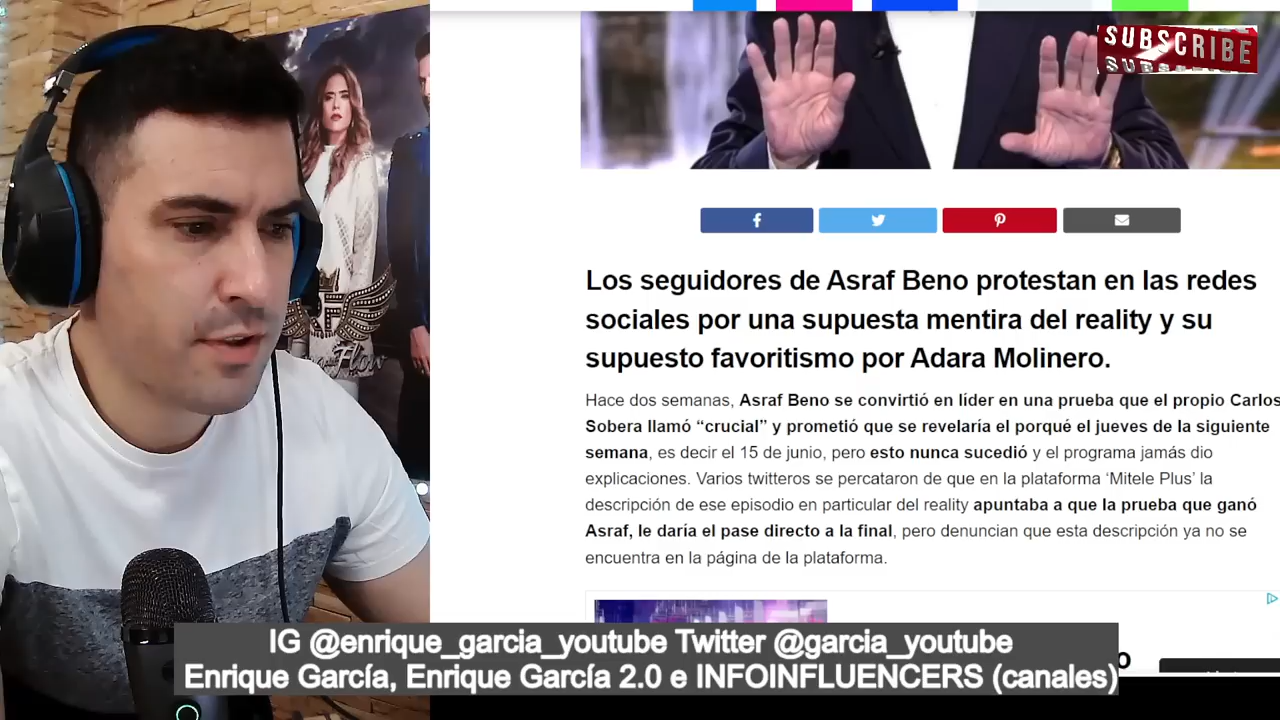 SUBSCRIBE
Flow
Los seguidores de Asraf Beno protestan en las redes
sociales por una supuesta mentira del reality y su
supuesto favoritismo por Adara Molinero.
Hace dos semanas, Asraf Beno se convirtió en líder en una prueba que el propio Carlos
Sobera llamó “crucial” y prometió que se revelaría el porqué el jueves de la siguiente
semana, es decir el 15 de junio, pero esto nunca sucedió y el programa jamás dio
explicaciones. Varios twitteros se percataron de que en la plataforma ‘Mitele Plus’ la
descripción de ese episodio en particular del reality apuntaba a que la prueba que ganó
Asraf, le daría el pase directo a la final, pero denuncian que esta descripción ya no se
encuentra en la página de la plataforma.
IG @enrique_garcia_youtube Twitter @garcia_youtube
Enrique García, Enrique García 2.0 e INFOINFLUENCERS (canales)